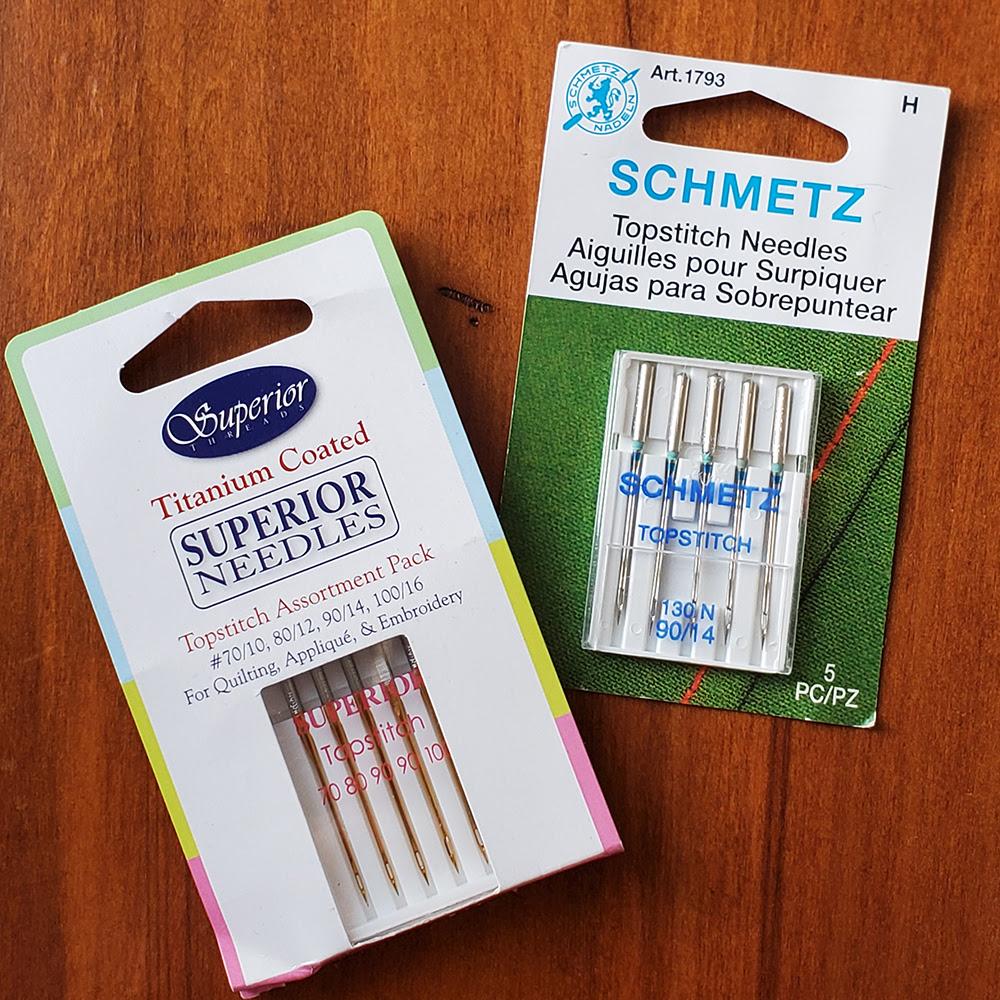 Superior
THREADS
Titanium Coated
SUPERIOR
NEEDLES
Topstitch Assortment Pack
#70/10, 80/12, 90/14, 100/16
For Quilting, Appliqué, & Embroidery
SUPERIOR
Topstitch
70 80 90 90 10
SCHMETZ
NADELN
Art.1793
H
SCHMETZ
Topstitch Needles
Aiguilles pour Surpiquer
Agujas para Sobrepuntear
SCHMETZ
TOPSTITCH
130 N
90/14
5
PC/PZ